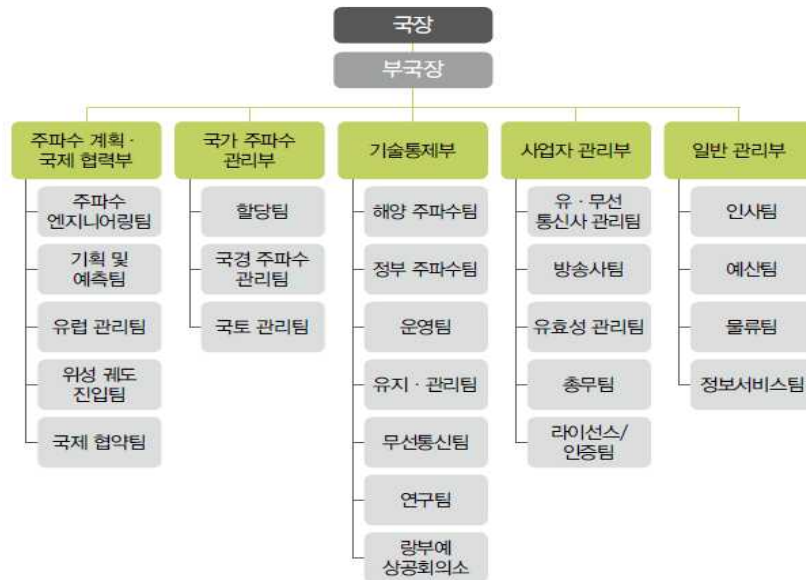 국장
부국장
주파수 계획 ·
국제 협력부
주파수
엔지니어링팀
기획 및
예측팀
유럽 관리팀
위성 궤도
진입팀
국제 협약팀
국가 주파수
관리부
할당팀
국경 주파수
관리팀
국토 관리팀
기술통제부
해양 주파수팀
정부 주파수팀
운영팀
유지 · 관리팀
무선통신팀
연구팀
랑부예
상공회의소
사업자 관리부
유 · 무선
통신사 관리팀
방송사팀
유효성 관리팀
총무팀
라이선스/
인증팀
일반 관리부
인사팀
예산팀
물류팀
정보서비스팀